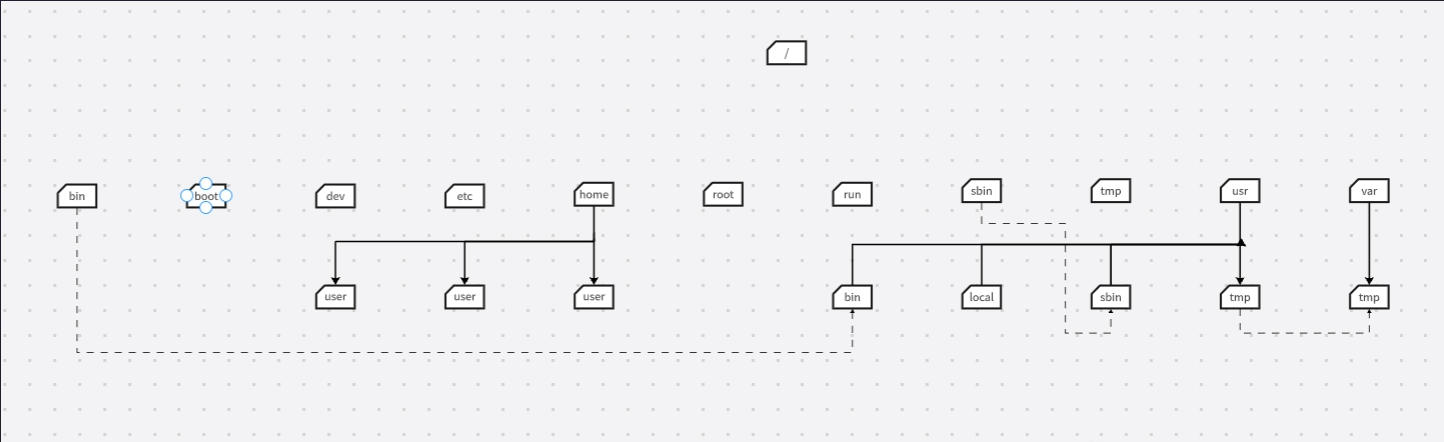 /
bin
boot
dev
etc
home
root
run
sbin
tmp
usr
var
user
user
user
bin
local
sbin
tmp
tmp